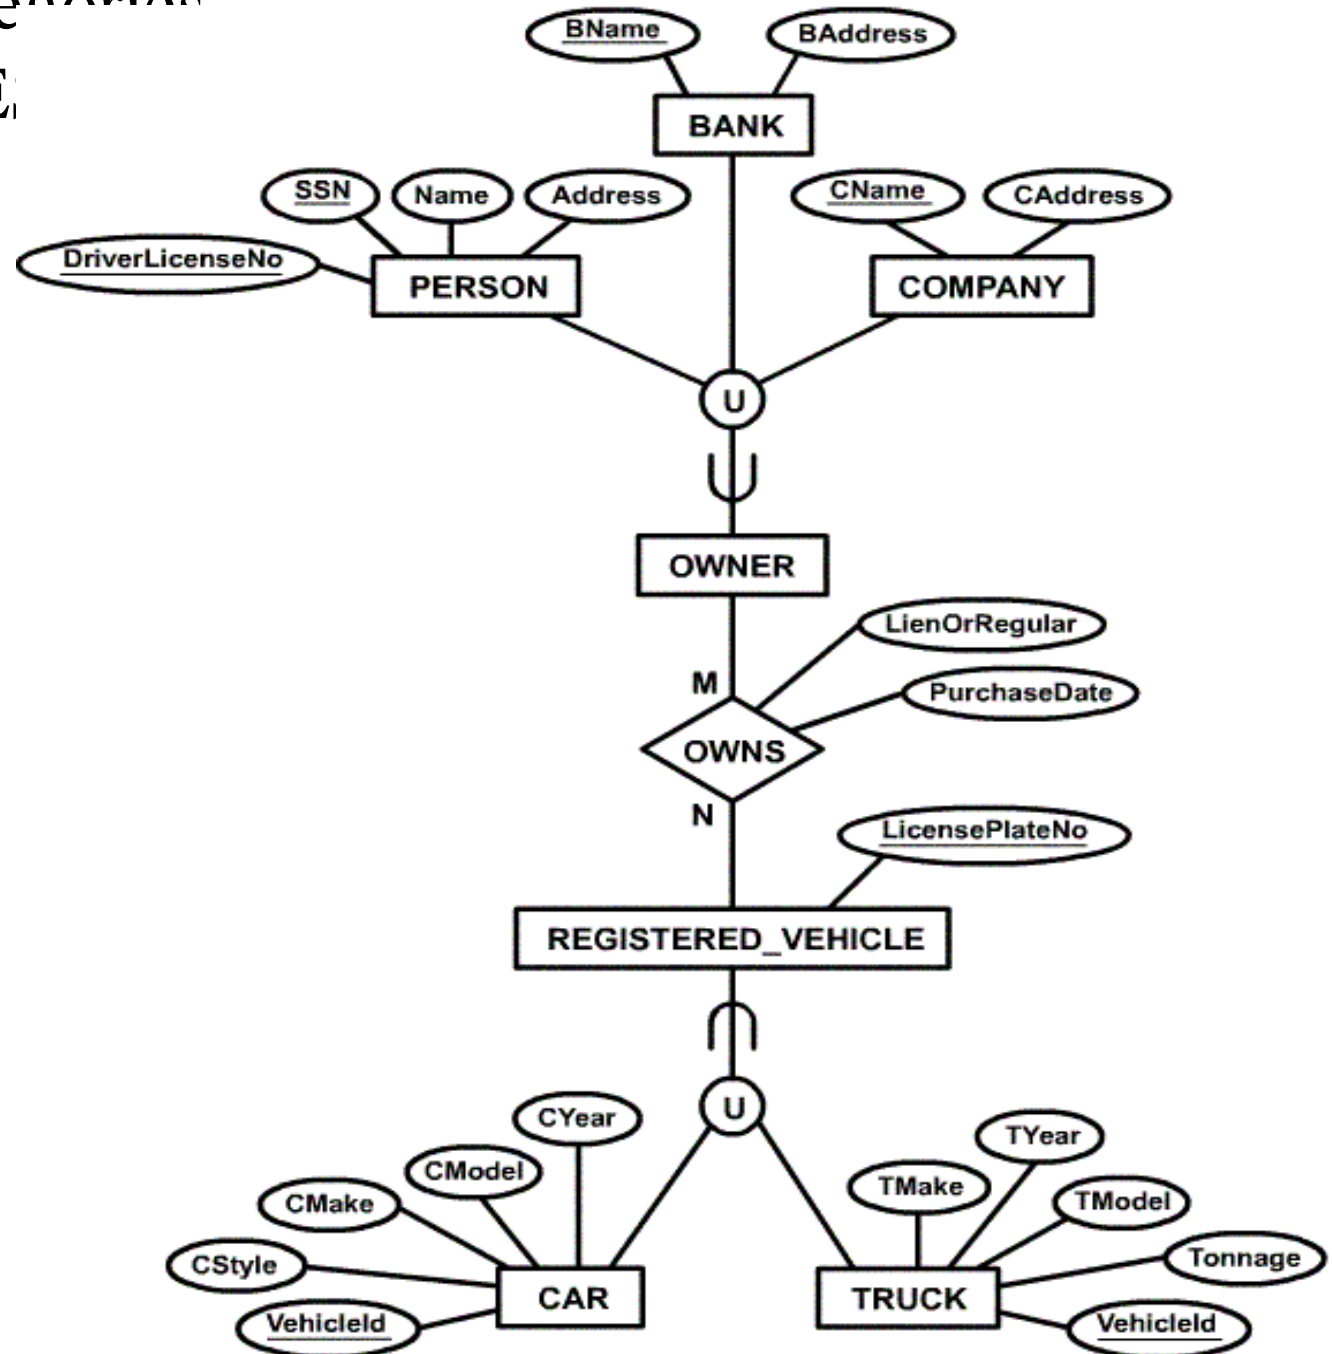 BName
BAddress
BANK
SSN
Name
Address
CName
CAddress
DriverLicenseNo
PERSON
COMPANY
U
OWNER
LienOrRegular
M
PurchaseDate
OWNS
N
LicensePlateNo
REGISTERED_VEHICLE
U
CYear
TYear
CModel
TMake
CMake
TModel
CStyle
Tonnage
CAR
TRUCK
VehicleId
VehicleId